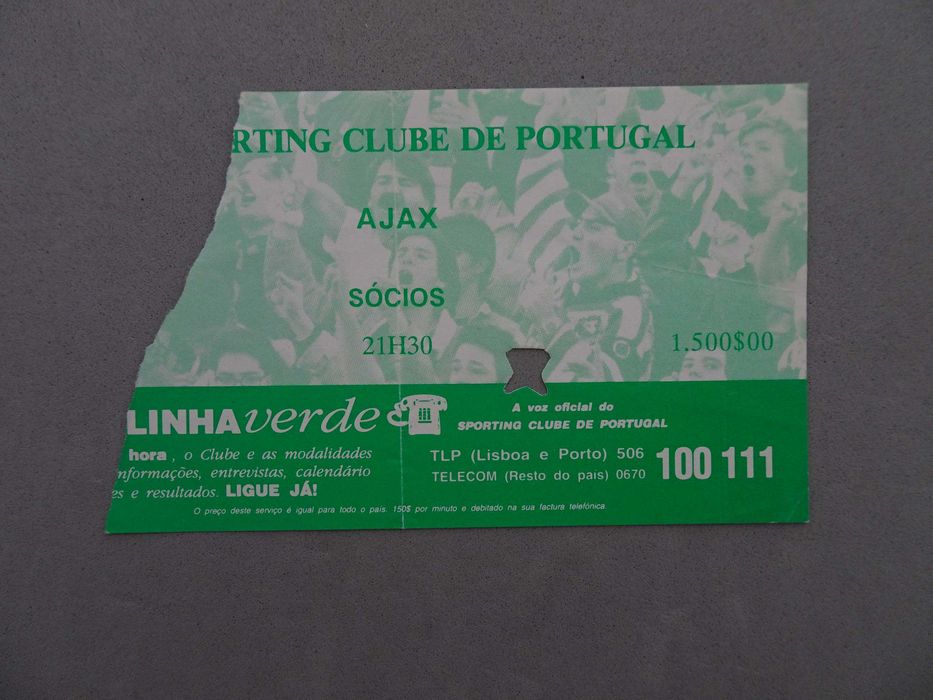 RTING CLUBE DE PORTUGAL
AJAX
SÓCIOS
21H30
1.500$00
LINHAverde
hora, o Clube e as modalidades
nformações, entrevistas, calendário
es e resultados. LIGUE JÁ!
A voz oficial do
SPORTING CLUBE DE PORTUGAL
TLP (Lisboa e Porto) 506
TELECOM (Resto do país) 0670
100 111
O preço deste serviço é igual para todo o país. 150$ por minuto e debitado na sua factura telefónica.